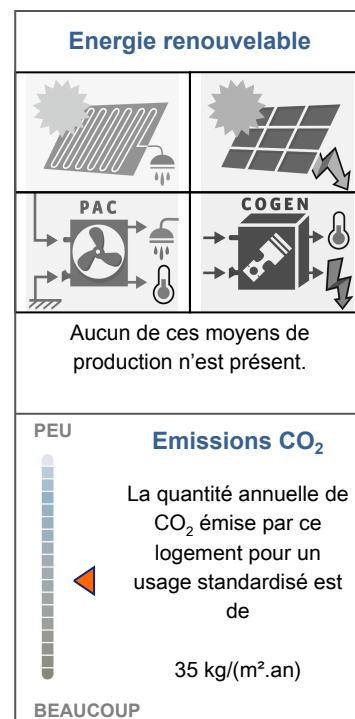 Energie renouvelable
PAC
COGEN
Aucun de ces moyens de
production n'est présent.
PEU
Emissions CO₂
La quantité annuelle de
CO₂ émise par ce
logement pour un
usage standardisé est
de
35 kg/(m².an)
BEAUCOUP